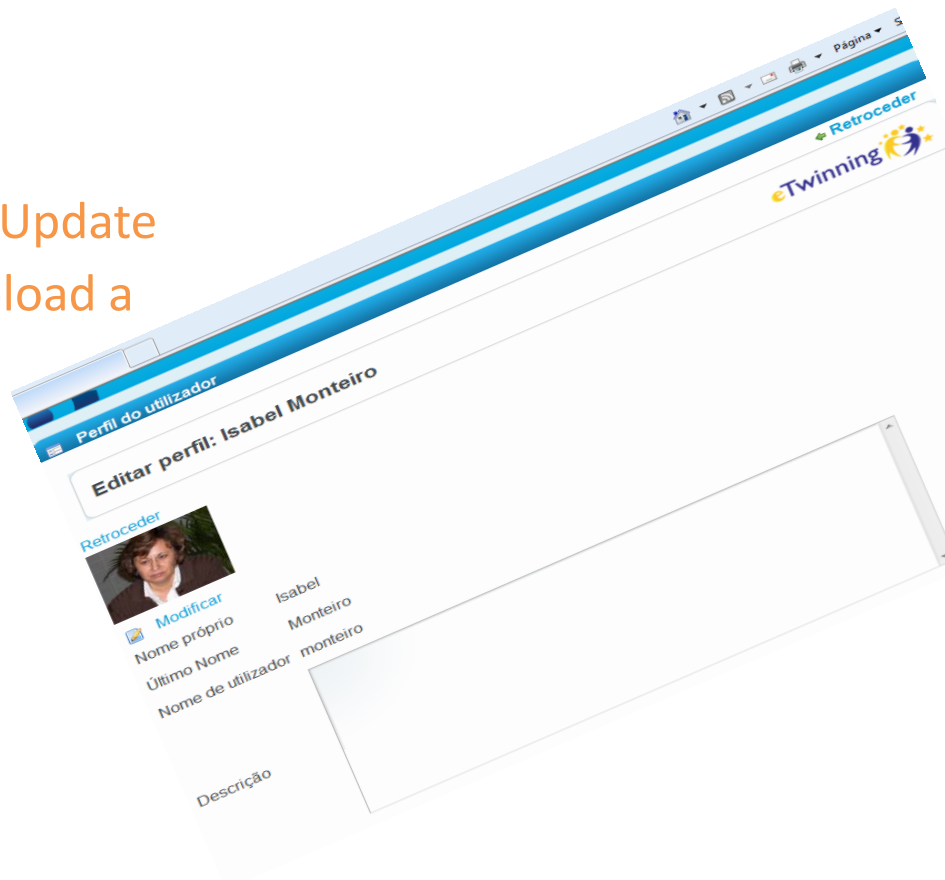 Update
load a
Página
Retroceder
eTwinning
Perfil do utilizador
Editar perfil: Isabel Monteiro
Retroceder
Modificar
Nome próprio Isabel
Último Nome Monteiro
Nome de utilizador monteiro
Descrição